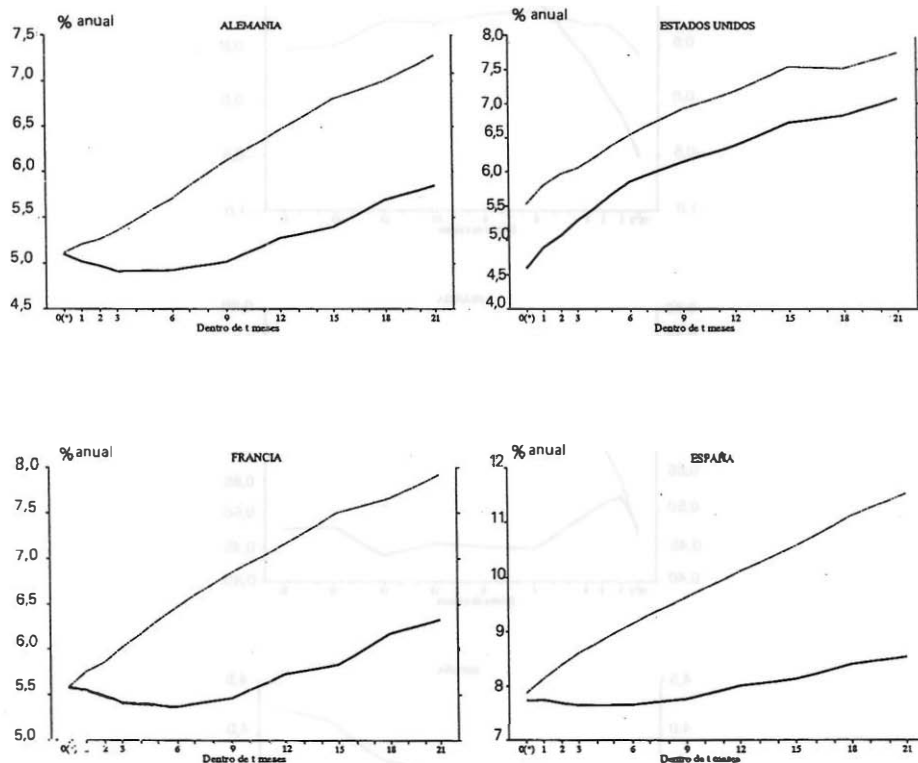 % anual
ALEMANIA
7,5
7,0
6,5
6,0
5,5
5,0
4,5
0(*) 1 2 3 6 9 12 15 18 21
Dentro de t meses
% anual
ESTADOS UNIDOS
8,0
7,5
7,0
6,5
6,0
5,5
5,0
4,5
4,0
0(*) 1 2 3 6 9 12 15 18 21
Dentro de t meses
% anual
FRANCIA
8,0
7,5
7,0
6,5
6,0
5,5
5,0
2 3 6 9 12 15 18 21
Dentro de t meses
% anual
ESPAÑA
12
11
10
9
8
7
0(*) 1 2 3 6 9 12 15 18 21
Dentro de t meses